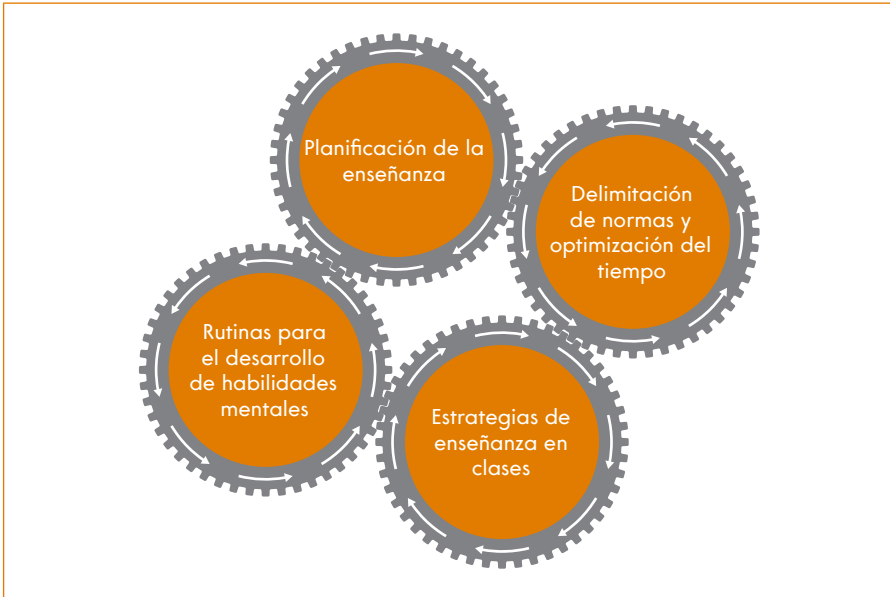 Planificación de la
enseñanza
Delimitación
de normas y
optimización del
tiempo
Rutinas para
el desarrollo
de habilidades
mentales
Estrategias de
enseñanza en
clases